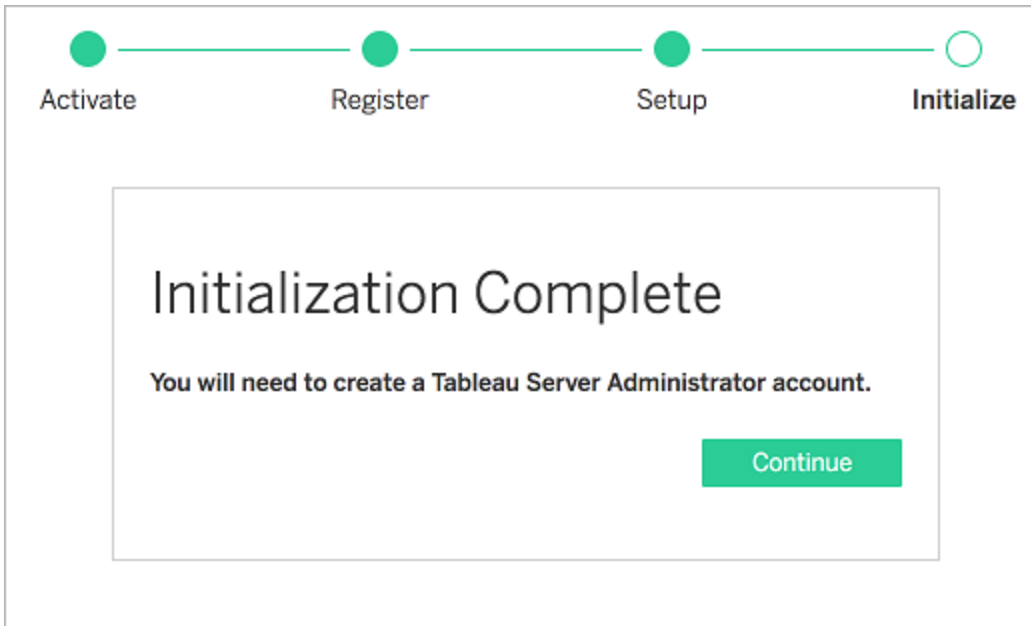 Activate Register Setup Initialize
Initialization Complete
You will need to create a Tableau Server Administrator account.
Continue